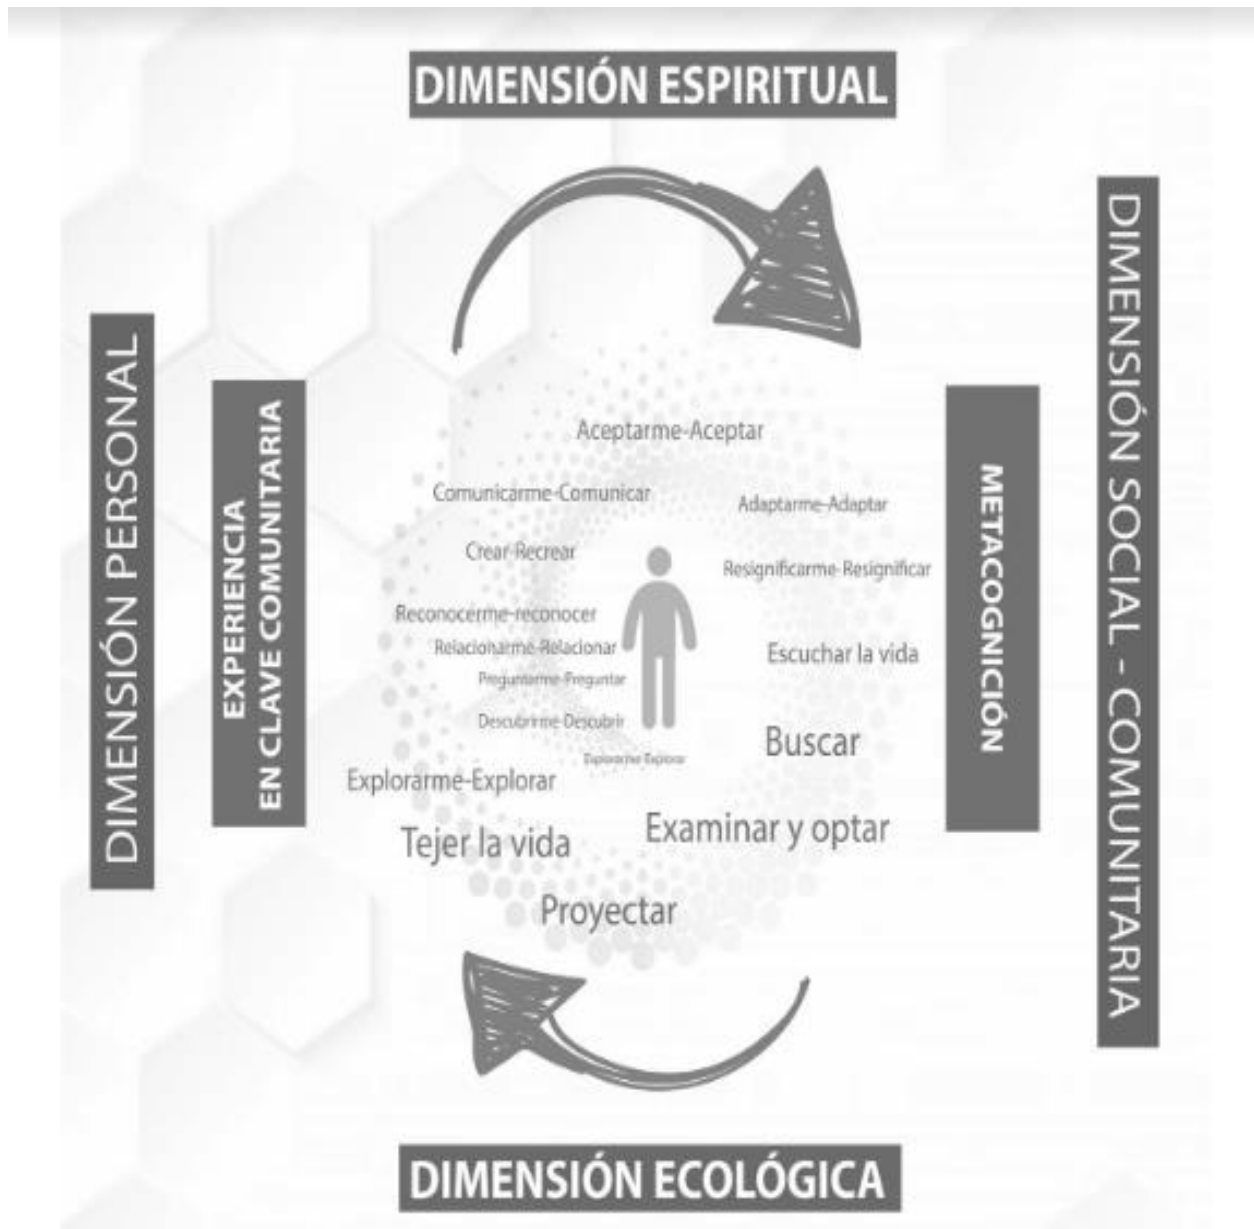 DIMENSIÓN ESPIRITUAL
DIMENSIÓN PERSONAL
EXPERIENCIA
EN CLAVE COMUNITARIA
Aceptarme-Aceptar
Comunicarme-Comunicar
Adaptarme-Adaptar
Crear-Recrear
Resignificarme-Resignificar
Reconocerme-reconocer
Relacionarme-Relacionar
Escuchar la vida
Preguntarme-Preguntar
Descubrirme-Descubrir
Buscar
Explorarme-Explorar
Explorarme-Explorar
Tejer la vida
Examinar y optar
Proyectar
METACOGNICIÓN
DIMENSIÓN SOCIAL - COMUNITARIA
DIMENSIÓN ECOLÓGICA